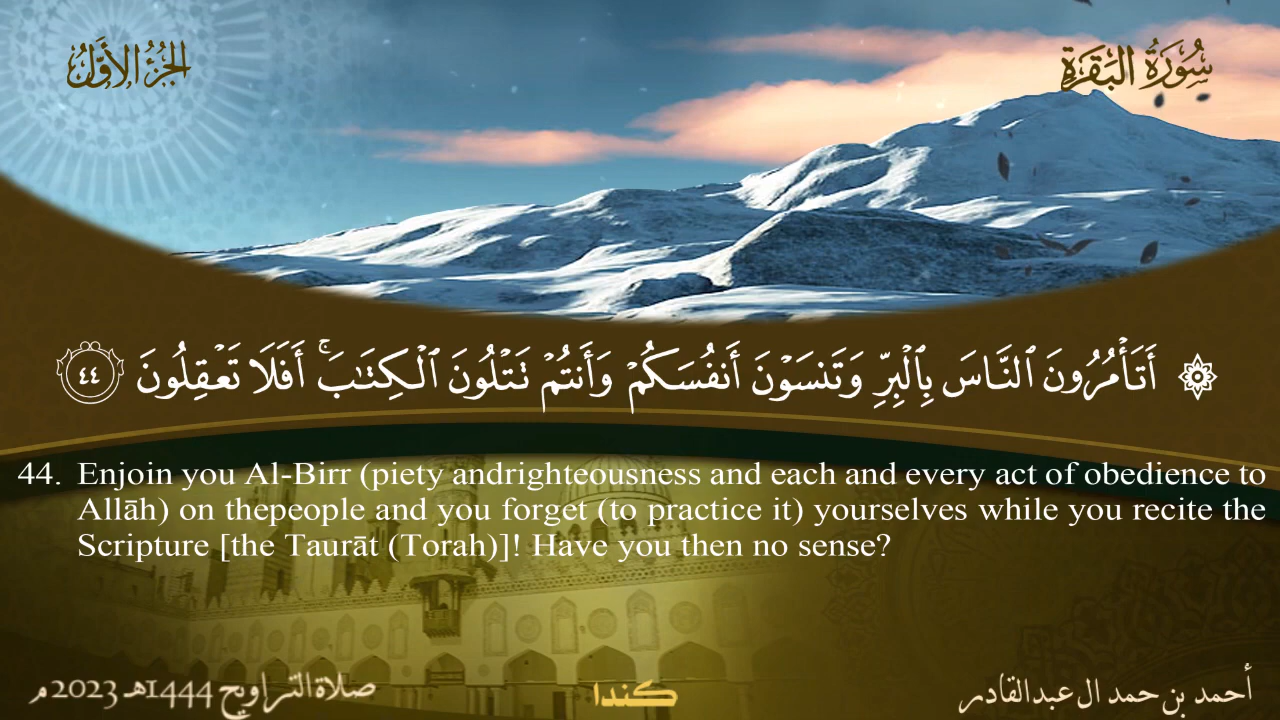 سُورَةُ البَقَرَةِ
الجُزْءُ الأَوَّلُ
۞ أَتَأْمُرُونَ ٱلنَّاسَ بِٱلْبِرِّ وَتَنسَوْنَ أَنفُسَكُمْ وَأَنتُمْ تَتْلُونَ ٱلْكِتَٰبَ ۚ أَفَلَا تَعْقِلُونَ ٤٤
44. Enjoin you Al-Birr (piety andrighteousness and each and every act of obedience to
Allāh) on thepeople and you forget (to practice it) yourselves while you recite the
Scripture [the Taurāt (Torah)]! Have you then no sense?
أحمد بن حمد ال عبدالقادر
كندا
صلاة التراويح 1444هـ 2023م